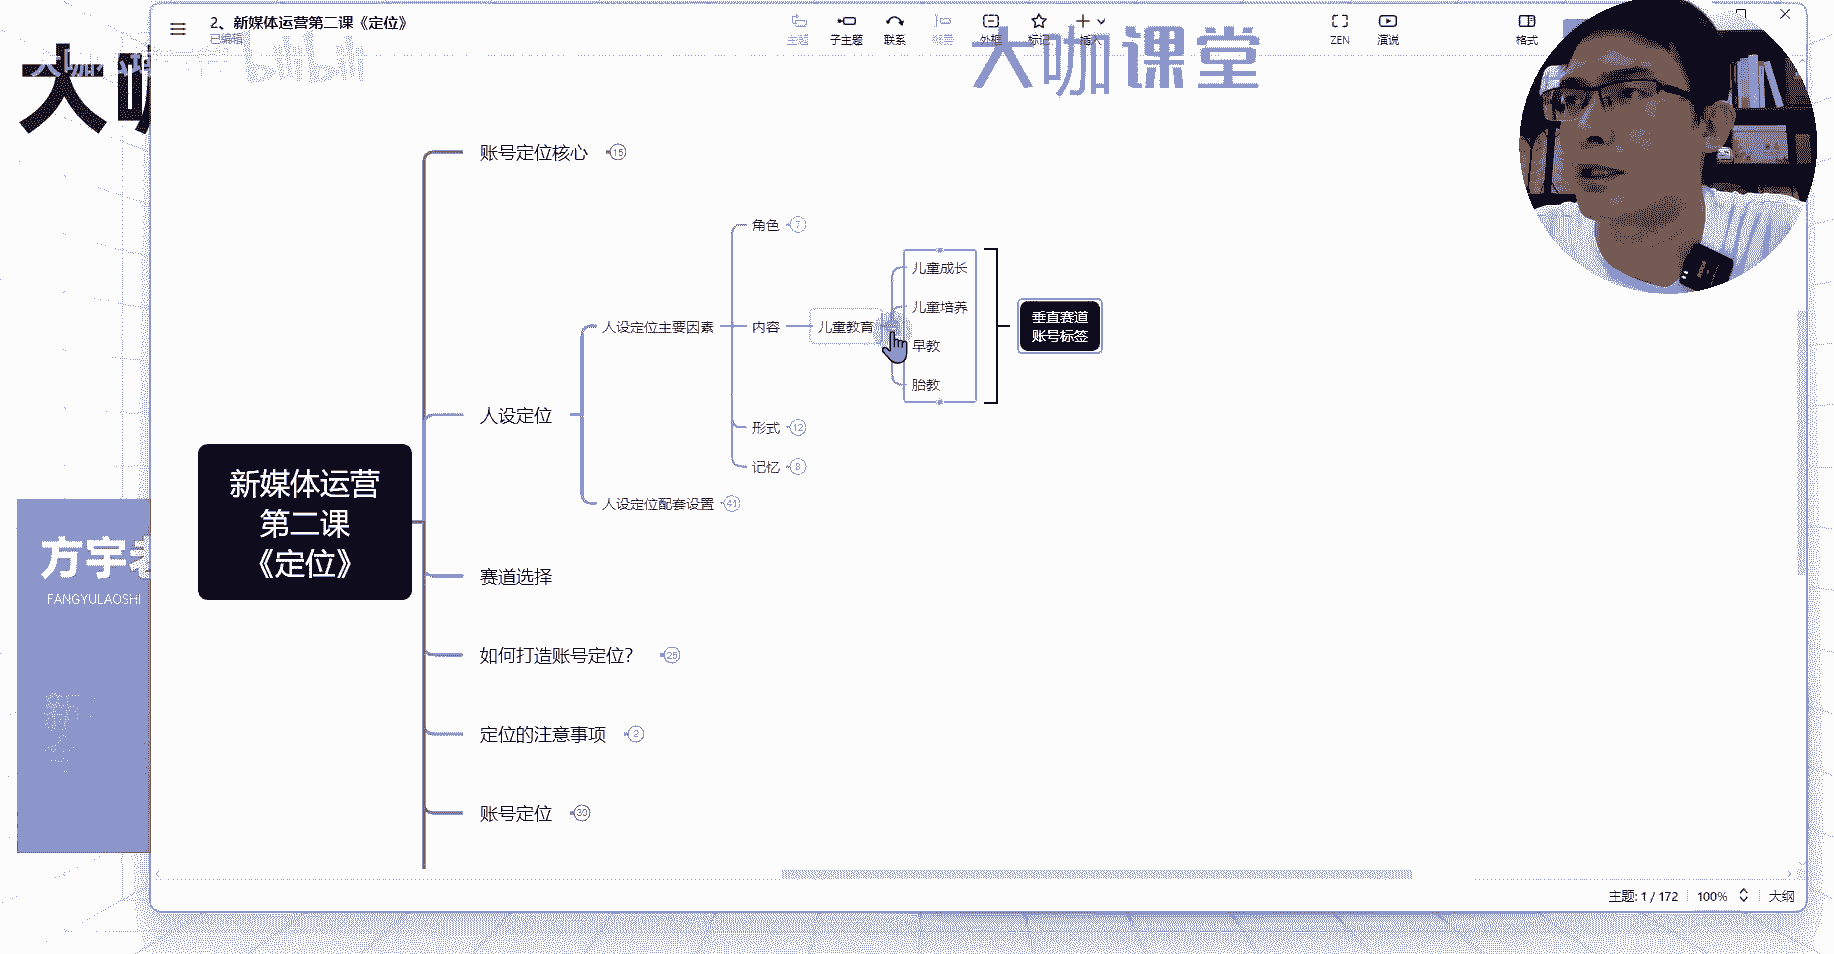 2、新媒体运营第二课《定位》
已编辑
主题
子主题
联系
概要
外框
标记
插入
ZEN
演说
格式
大咖课堂
bilibili
账号定位核心 15
角色 7
儿童成长
儿童培养
人设定位主要因素
内容
儿童教育
早教
胎教
垂直赛道
账号标签
形式 12
记忆 8
人设定位
人设定位配套设置 41
新媒体运营
第二课
《定位》
赛道选择
如何打造账号定位? 25
定位的注意事项 2
账号定位 30
方宇老
FANGYULAOSHI
主题: 1 / 172
100%
大纲